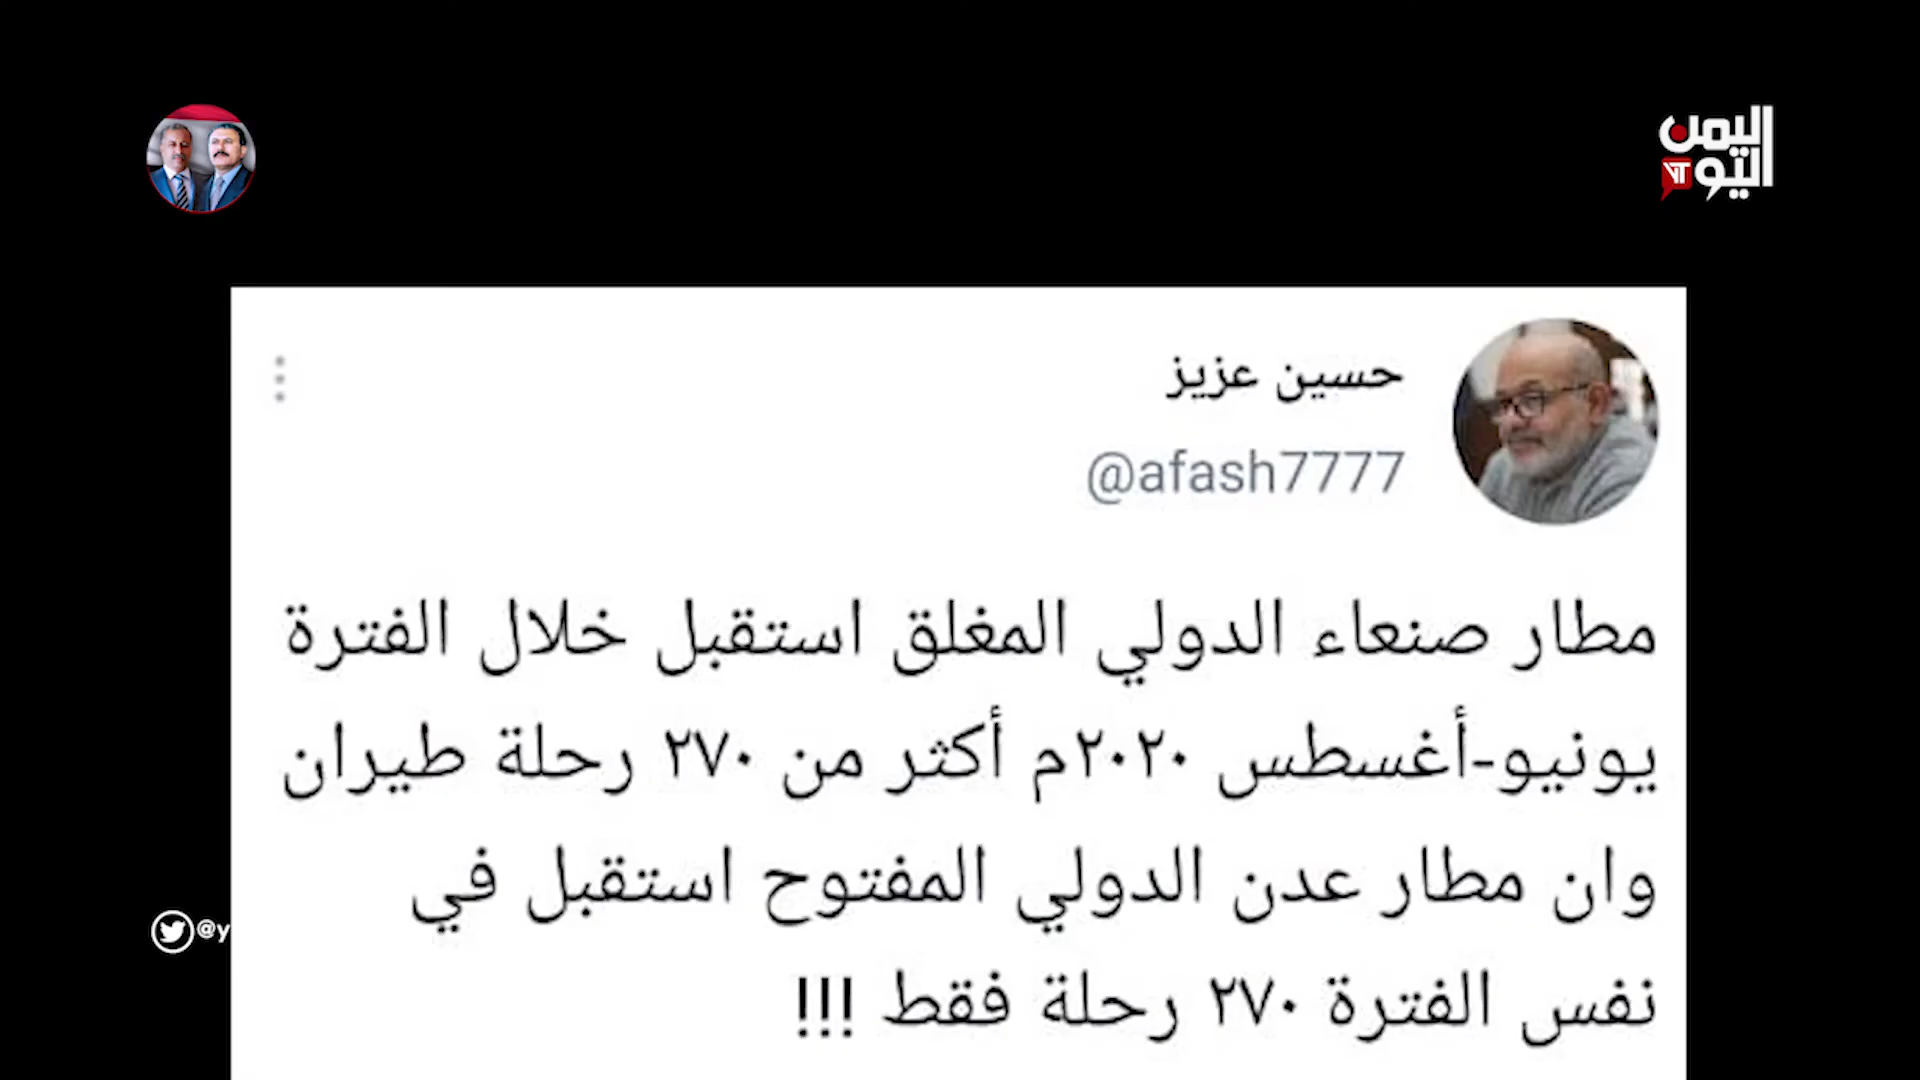 اليمن
اليوم
YT
حسين عزيز
@afash7777
مطار صنعاء الدولي المغلق استقبل خلال الفترة
يونيو-أغسطس ٢٠٢٠م أكثر من ٢٧٠ رحلة طيران
وان مطار عدن الدولي المفتوح استقبل في
نفس الفترة ٢٧٠ رحلة فقط !!!
@y